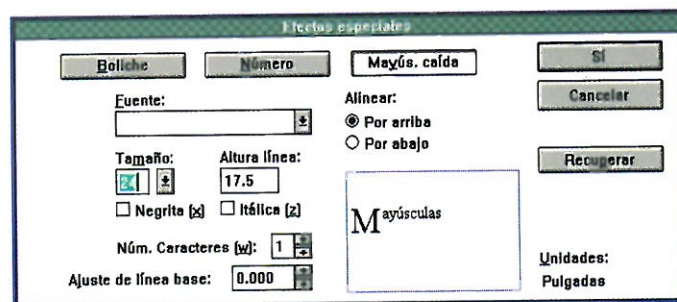 Efectos especiales
Boliche Número Mayús. caída Sí
Fuente: Alinear: Cancelar
Por arriba
Por abajo
Tamaño: Altura línea: Recuperar
24 17.5
Negrita (x) Itálica (z)
Mayúsculas
Núm. Caracteres (w): 1
Unidades:
Ajuste de línea base: 0.000 Pulgadas